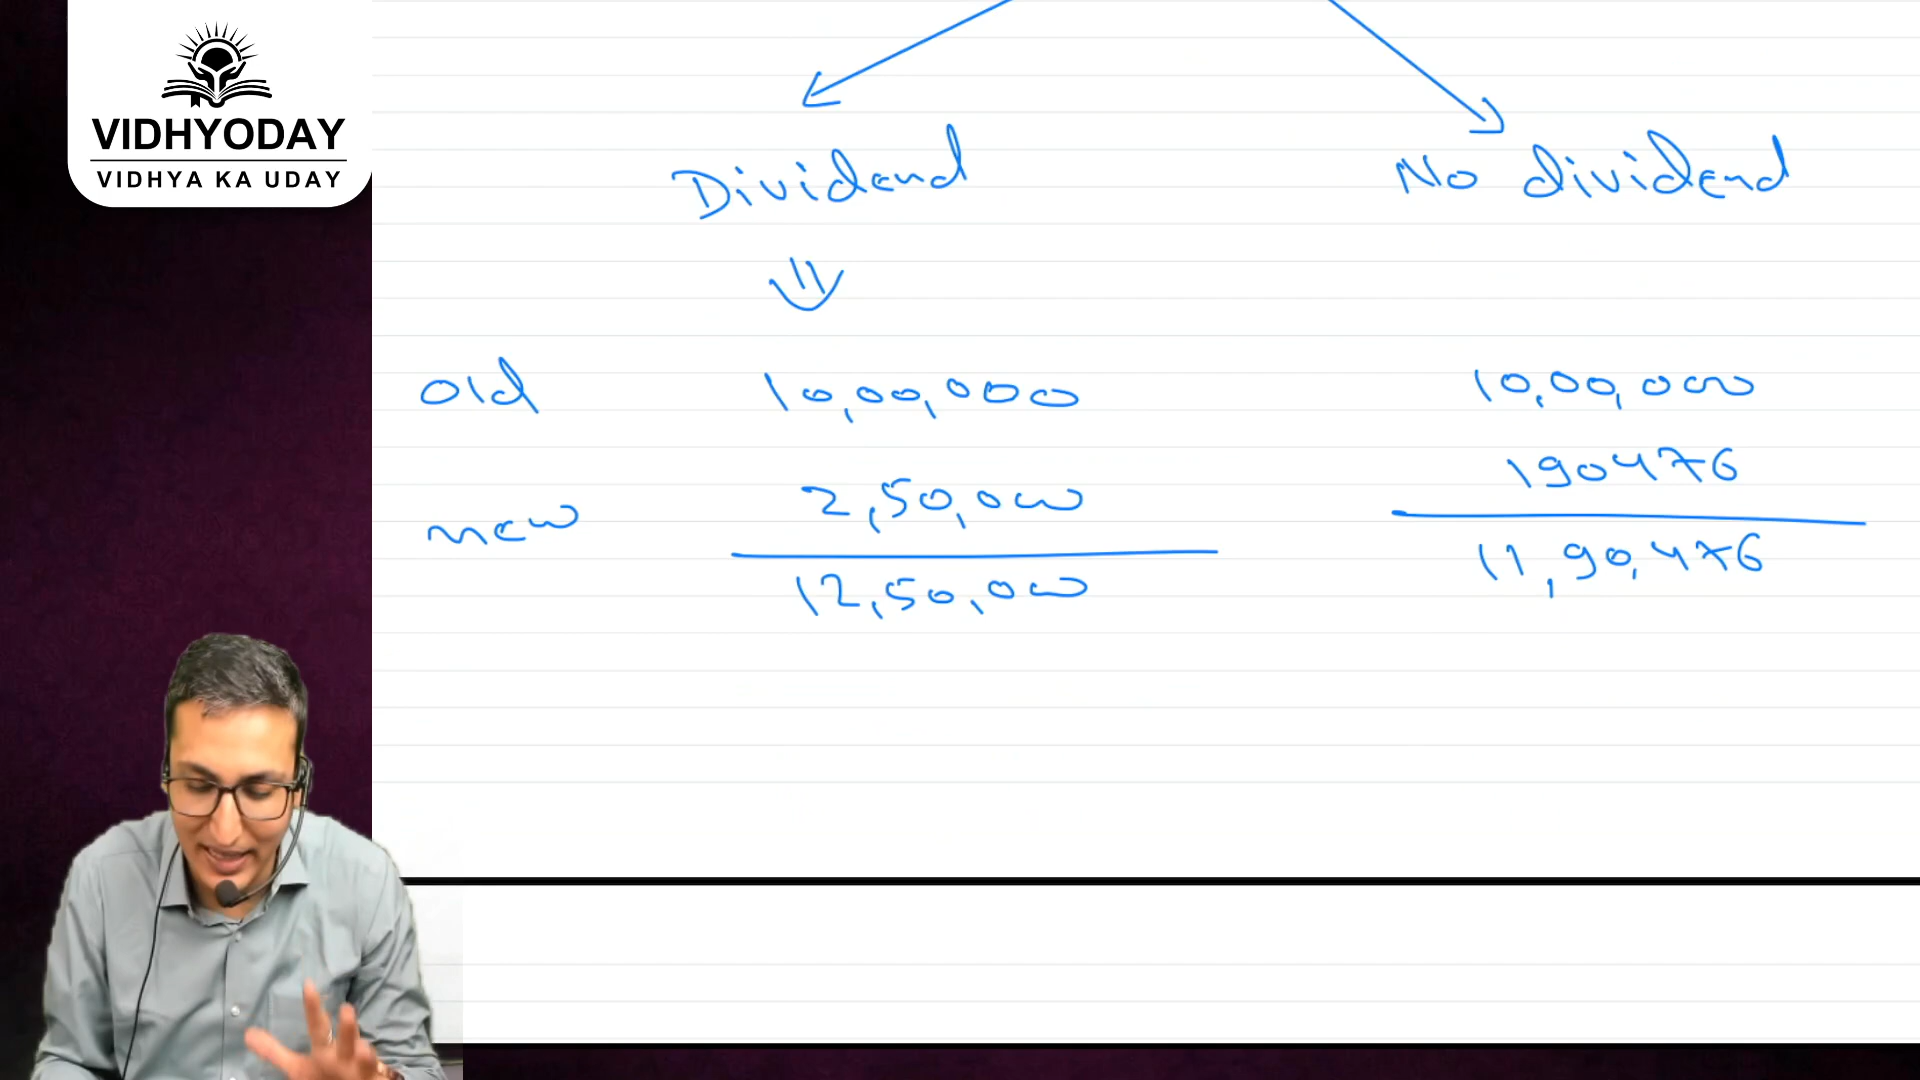 VIDHYODAY
VIDHYA KA UDAY
Dividend No dividend
Old 10,00,000 10,00,000
new 2,50,000 190476
12,50,000 11,90,476